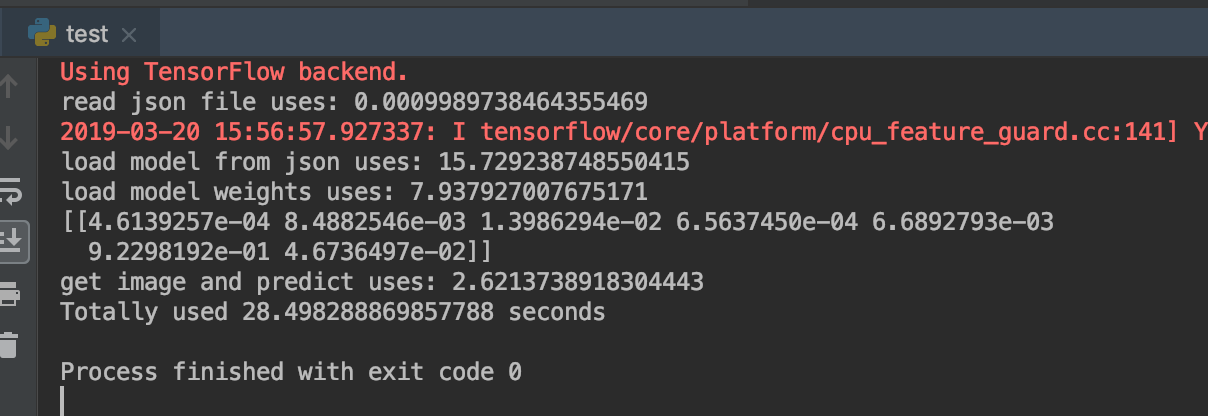 test
Using TensorFlow backend.
read json file uses: 0.0009989738464355469
2019-03-20 15:56:57.927337: I tensorflow/core/platform/cpu_feature_guard.cc:141] Y
load model from json uses: 15.729238748550415
load model weights uses: 7.937927007675171
[[4.6139257e-04 8.4882546e-03 1.3986294e-02 6.5637450e-04 6.6892793e-03
9.2298192e-01 4.6736497e-02]]
get image and predict uses: 2.6213738918304443
Totally used 28.498288869857788 seconds
Process finished with exit code 0